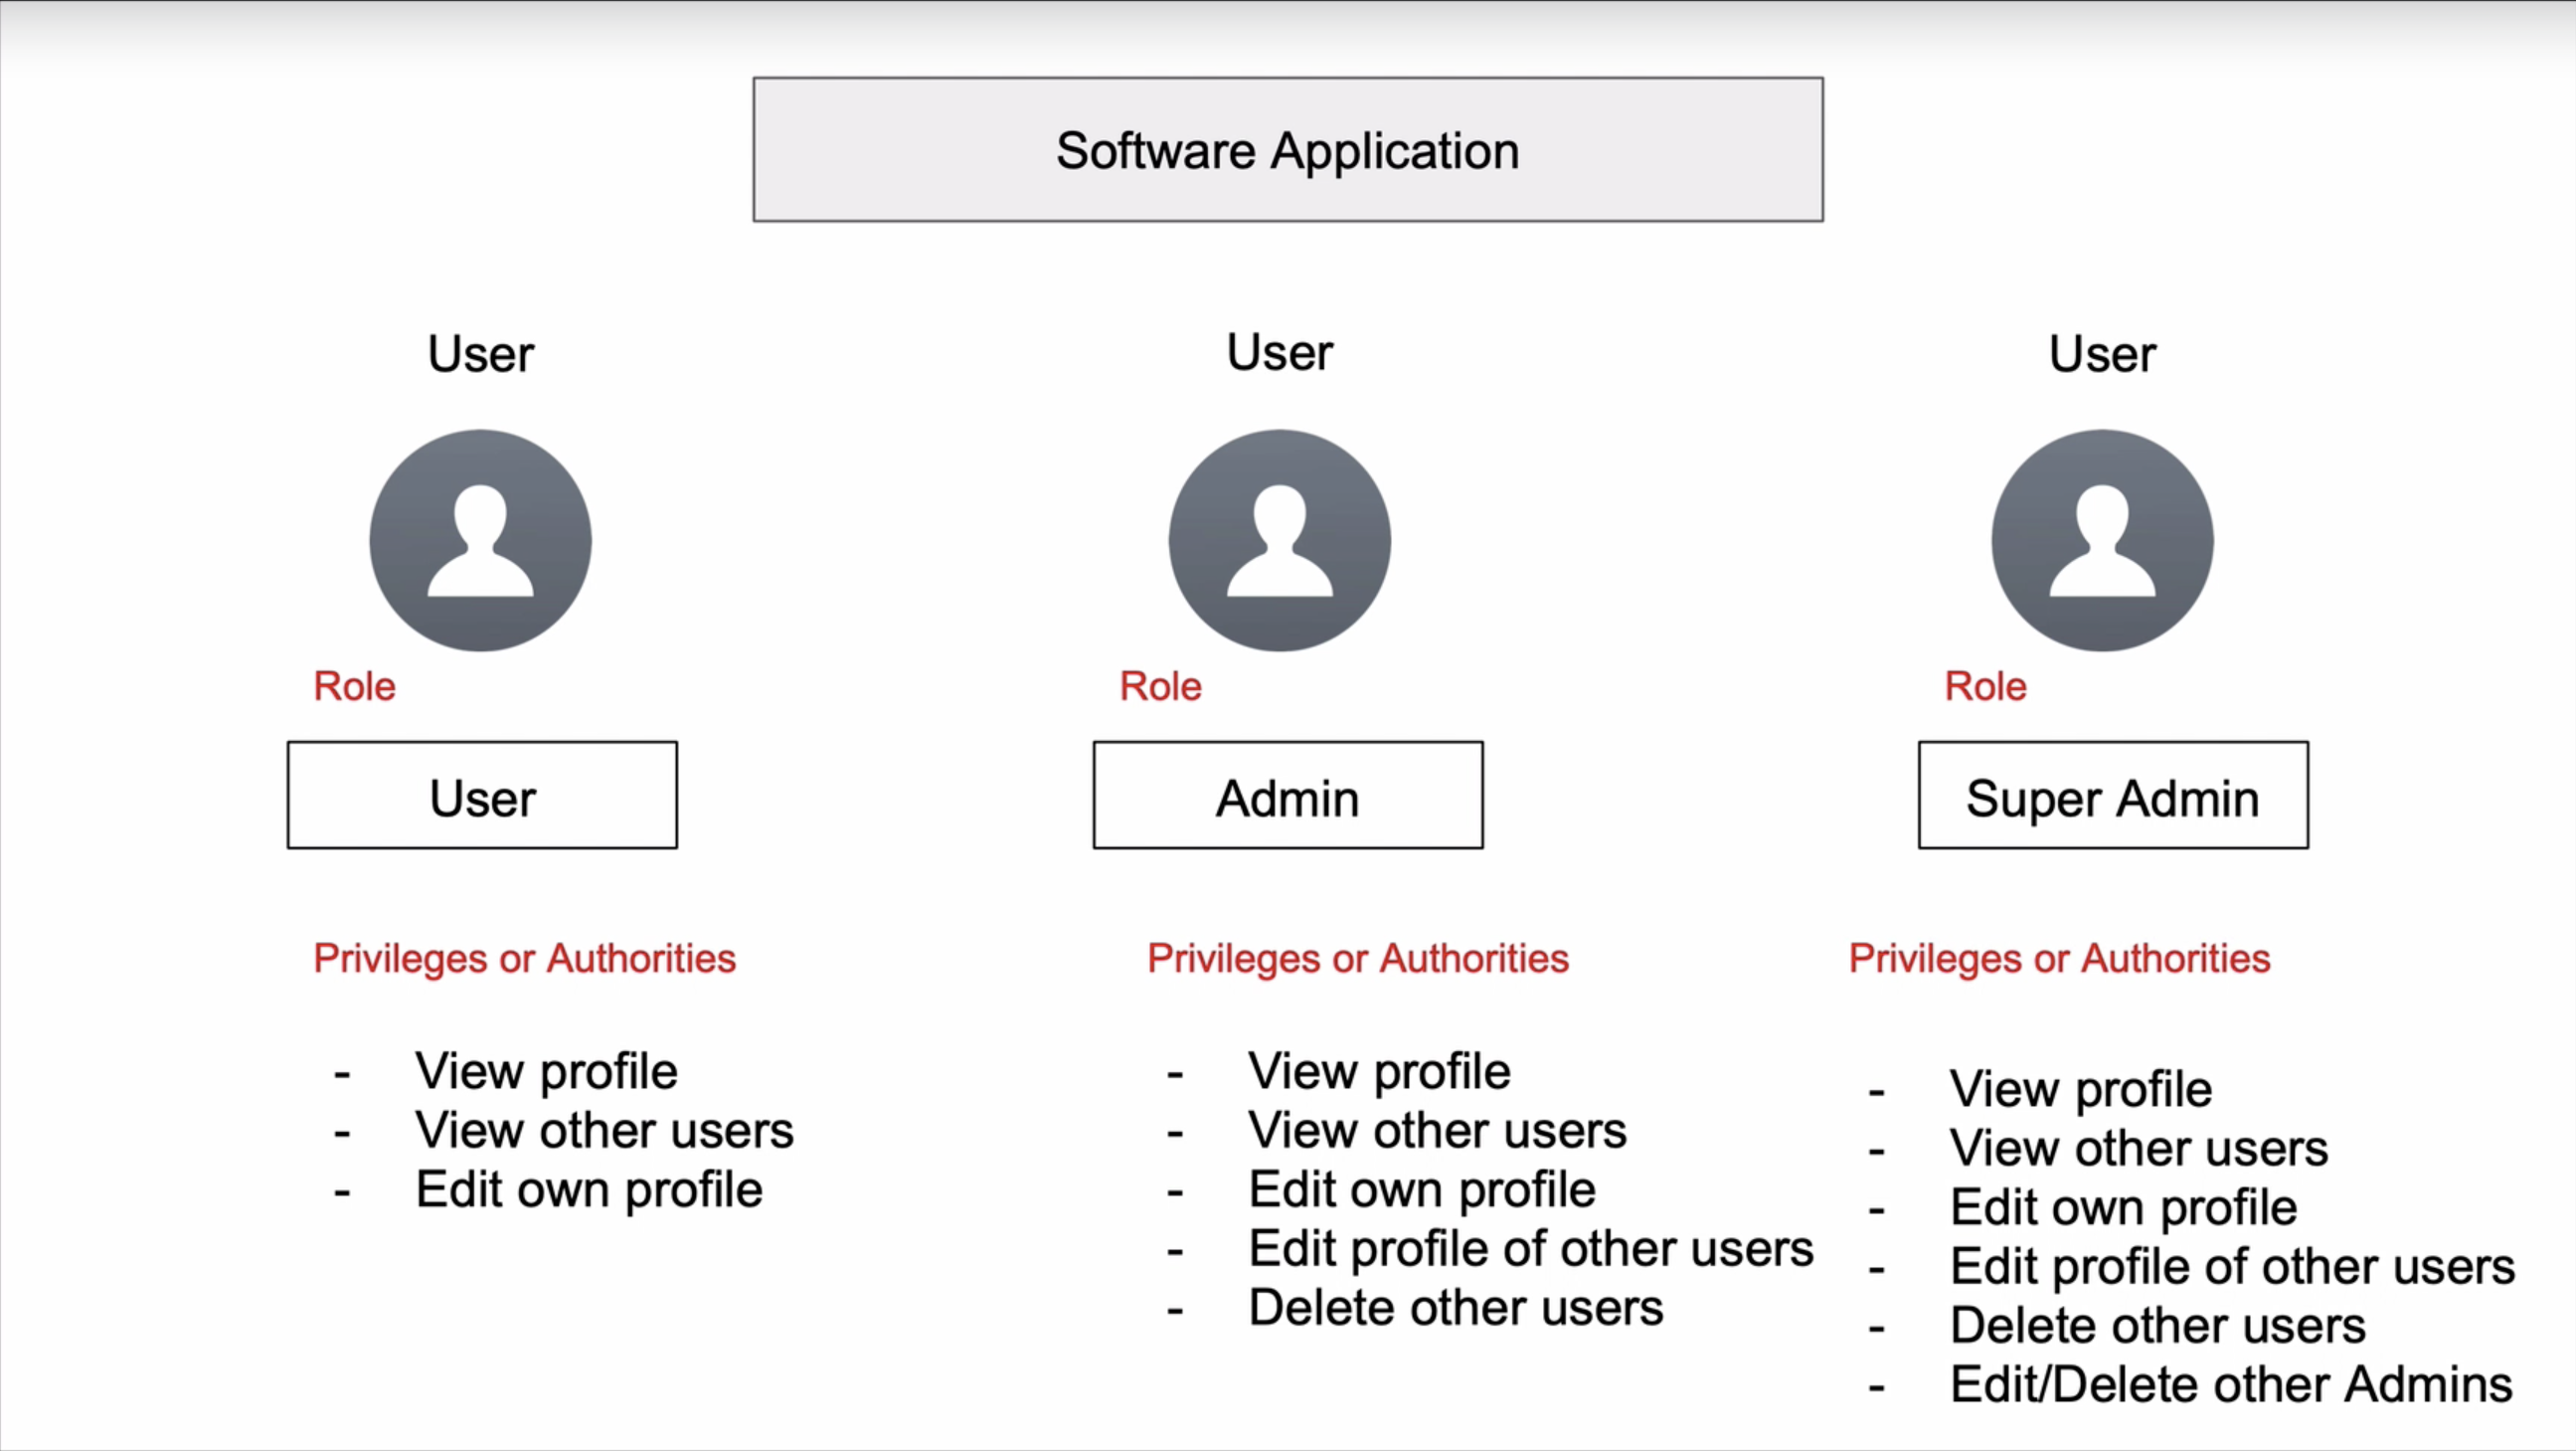 Software Application
User
User
User
Role
Role
Role
User
Admin
Super Admin
Privileges or Authorities
Privileges or Authorities
Privileges or Authorities
- View profile
- View other users
- Edit own profile
- View profile
- View other users
- Edit own profile
- Edit profile of other users
- Delete other users
- View profile
- View other users
- Edit own profile
- Edit profile of other users
- Delete other users
- Edit/Delete other Admins